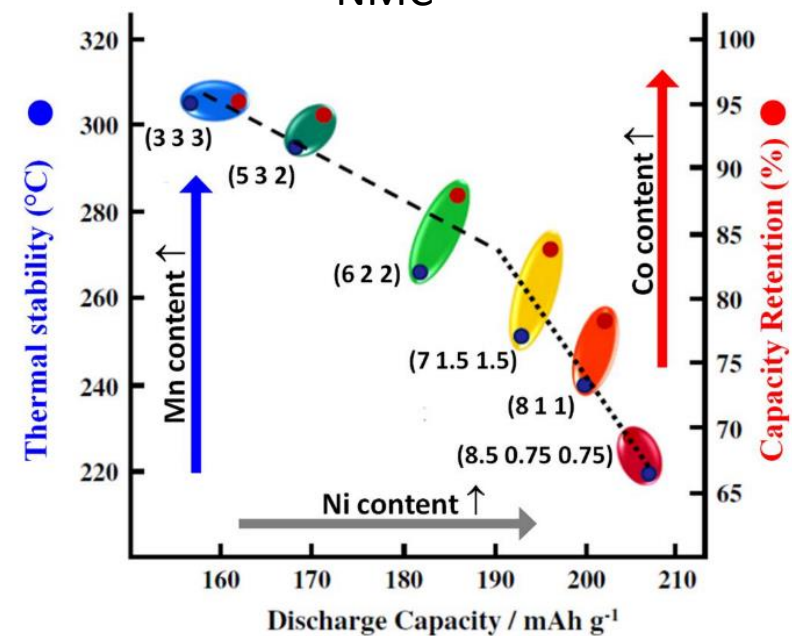 NMC
320
300
280
260
240
220
Thermal stability (°C)
Mn content ↑
(3 3 3)
(5 3 2)
(6 2 2)
(7 1.5 1.5)
(8 1 1)
(8.5 0.75 0.75)
Ni content ↑
Co content ↑
100
95
90
85
80
75
70
65
Capacity Retention (%)
160 170 180 190 200 210
Discharge Capacity / mAh g⁻¹